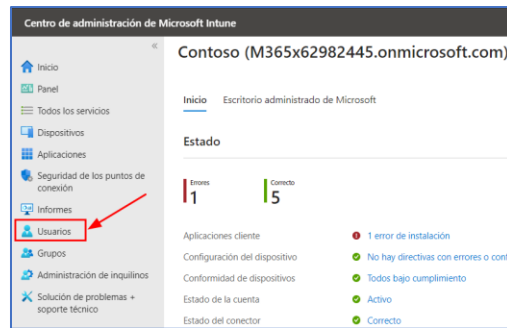 Centro de administración de Microsoft Intune
«
Contoso (M365x62982445.onmicrosoft.com)
Inicio
Panel
Todos los servicios
Dispositivos
Aplicaciones
Seguridad de los puntos de
conexión
Informes
Usuarios
Grupos
Administración de inquilinos
Solución de problemas +
soporte técnico
Inicio Escritorio administrado de Microsoft
Estado
Errores Correcto
1 5
Aplicaciones cliente 1 error de instalación
Configuración del dispositivo No hay directivas con errores o
Conformidad de dispositivos Todos bajo cumplimiento
Estado de la cuenta Activo
Estado del conector Correcto